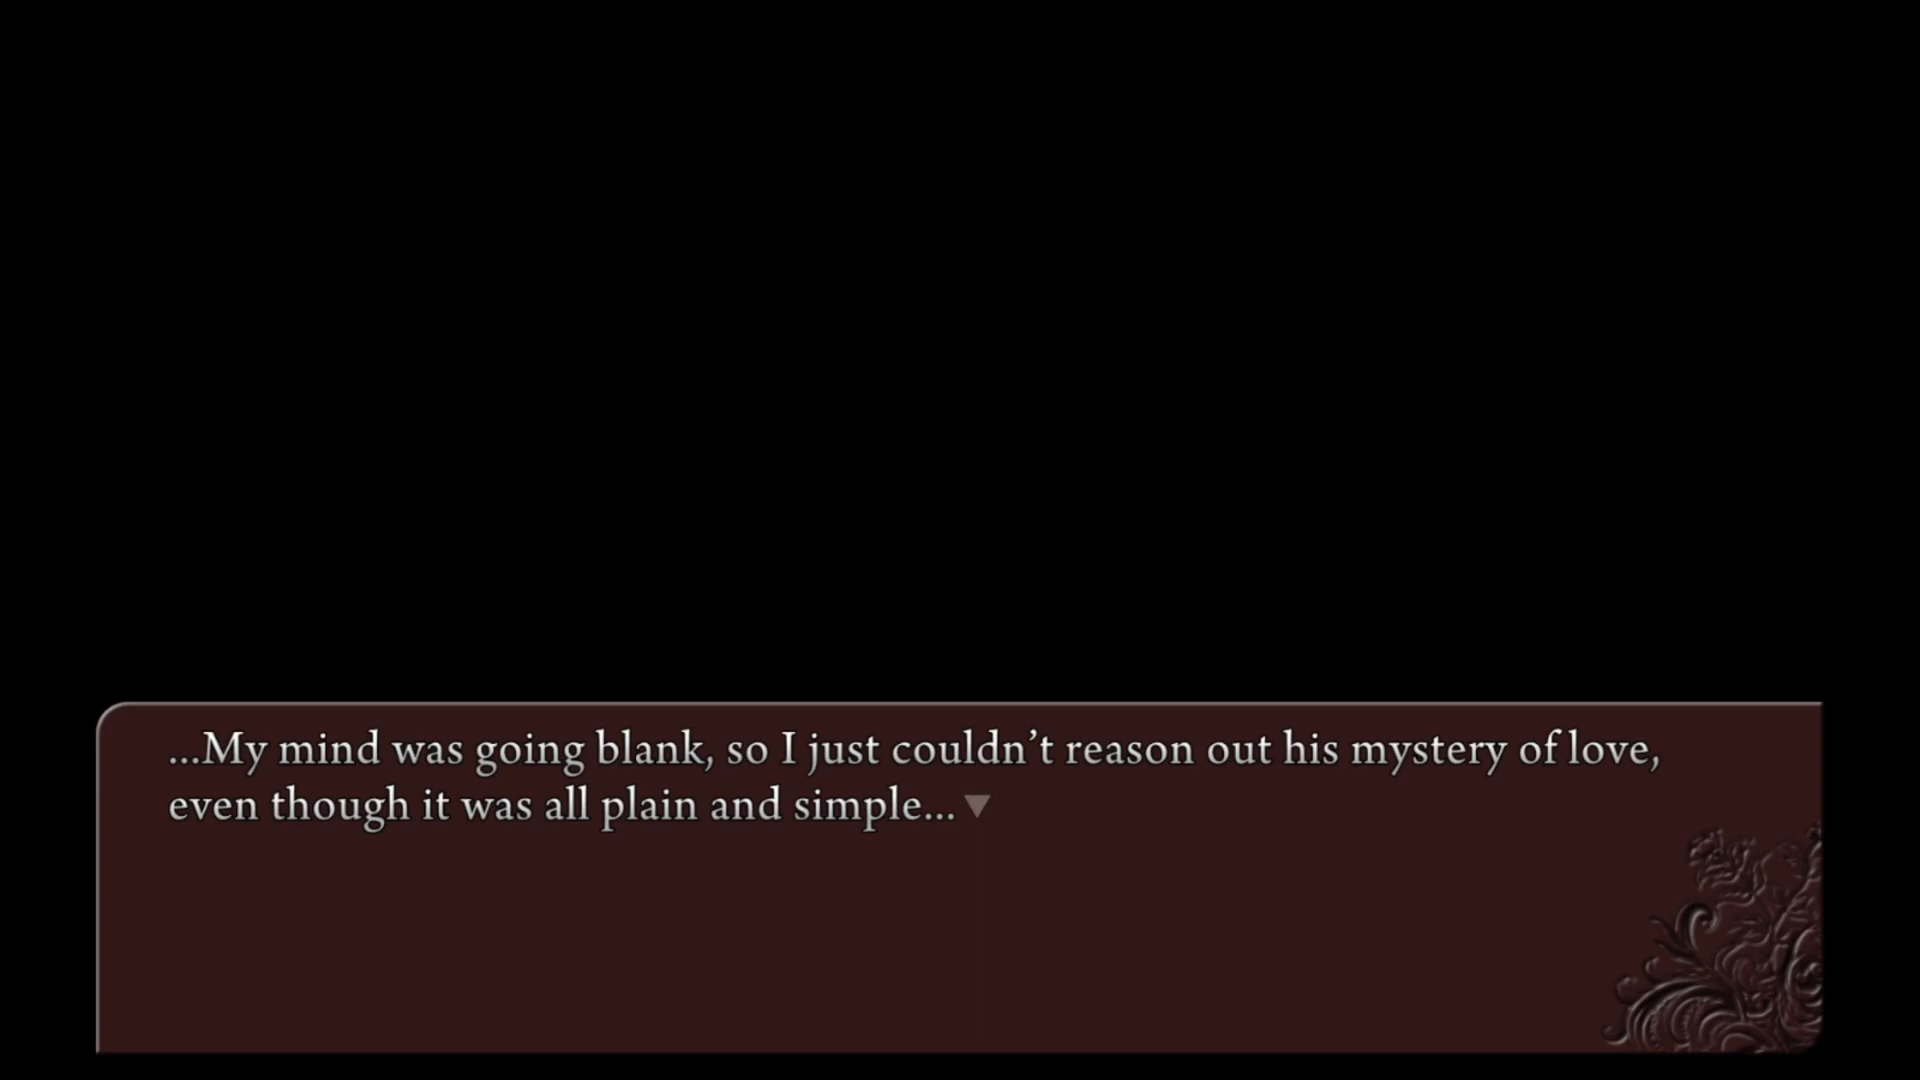 ...My mind was going blank, so I just couldn’t reason out his mystery of love,
even though it was all plain and simple...